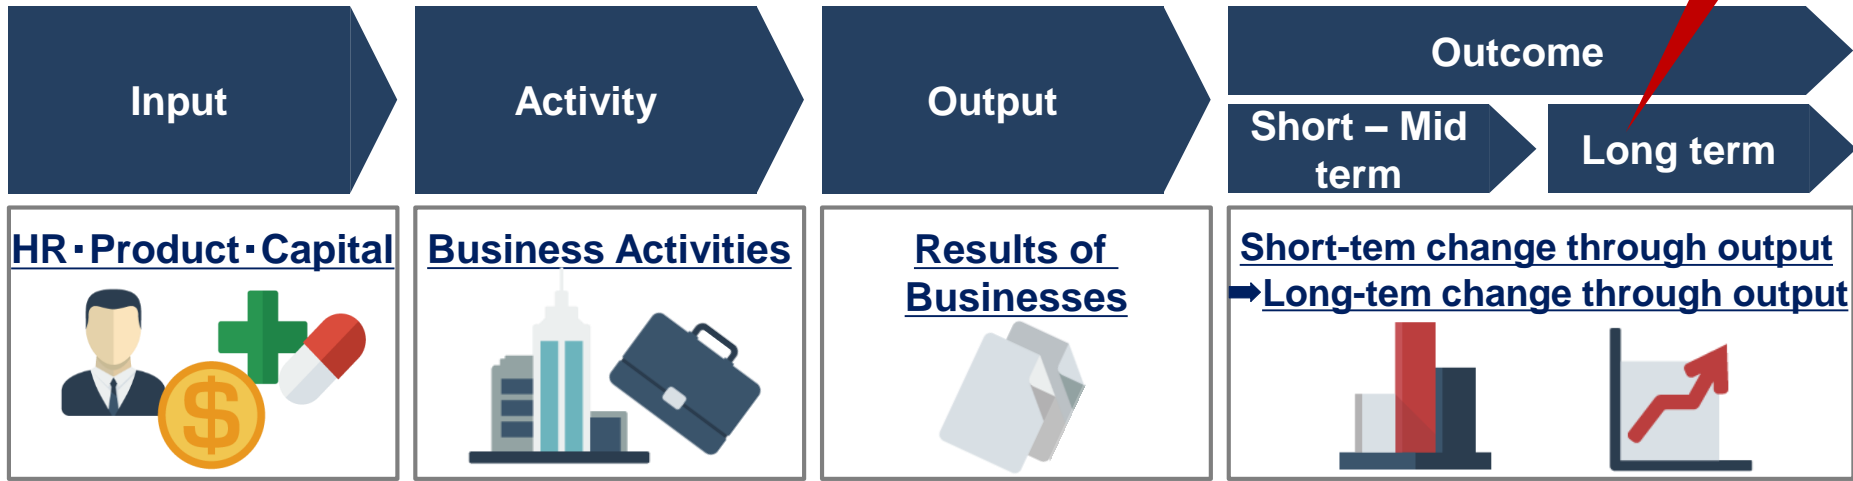 Input
Activity
Output
Outcome
Short – Mid
term
Long term
HR・Product・Capital
Business Activities
Results of
Businesses
Short-tem change through output
➡Long-tem change through output
$